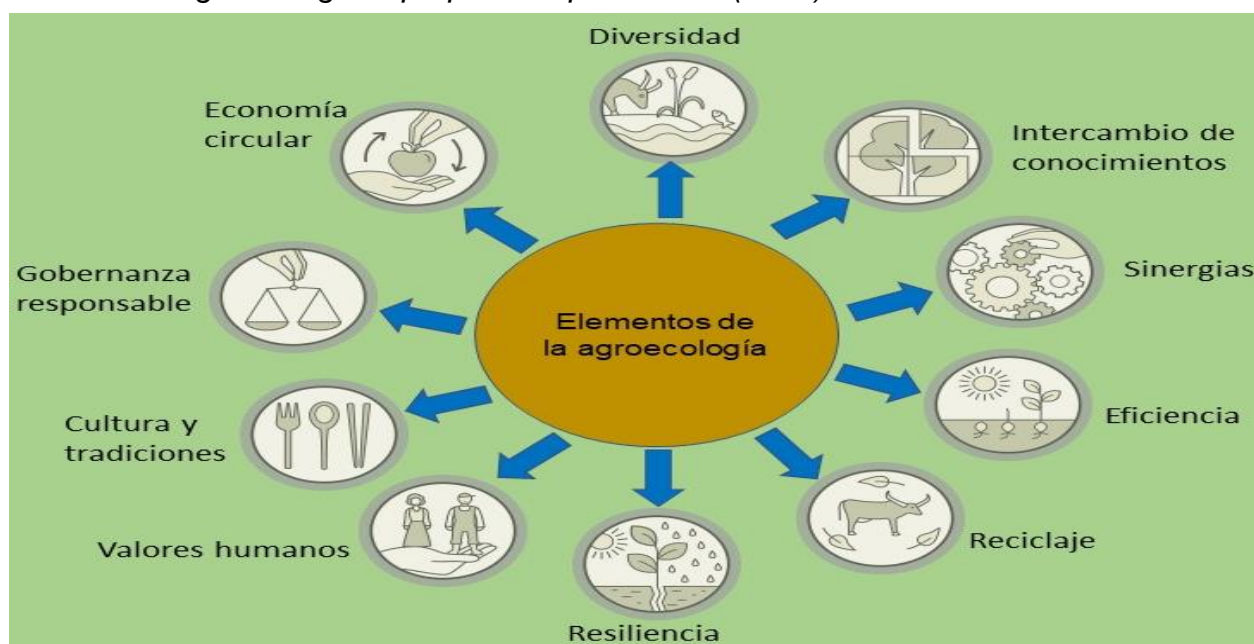 Diversidad
Economía
circular
Intercambio de
conocimientos
Gobernanza
responsable
Sinergias
Elementos de
la agroecología
Cultura y
tradiciones
Eficiencia
Valores humanos
Reciclaje
Resiliencia